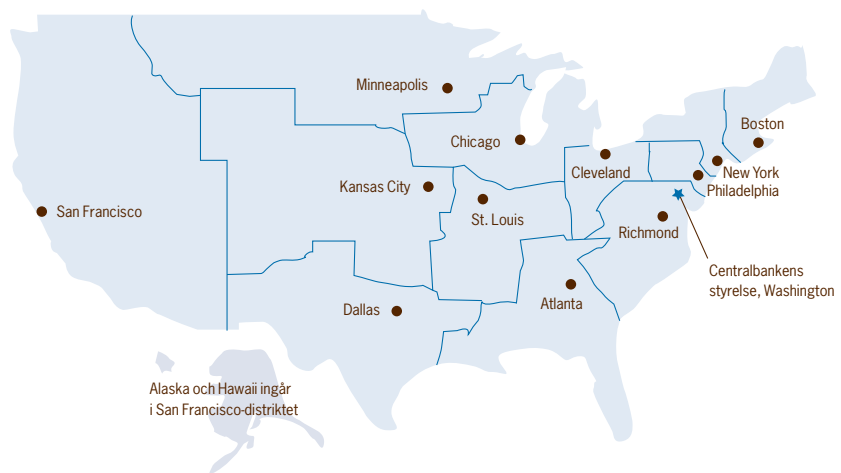 Minneapolis
Boston
Chicago
Cleveland
New York
Philadelphia
Kansas City
San Francisco
St. Louis
Richmond
Centralbankens
styrelse, Washington
Dallas
Atlanta
Alaska och Hawaii ingår
i San Francisco-distriktet